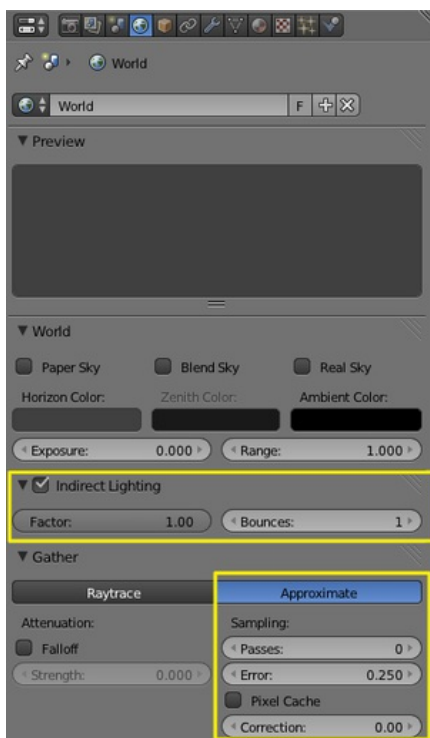 World
World F
Preview
World
Paper Sky Blend Sky Real Sky
Horizon Color: Zenith Color: Ambient Color:
Exposure: 0.000 Range: 1.000
Indirect Lighting
Factor: 1.00 Bounces: 1
Gather
Raytrace Approximate
Attenuation: Sampling:
Falloff Passes: 0
Strength: 0.000 Error: 0.250
Pixel Cache
Correction: 0.00